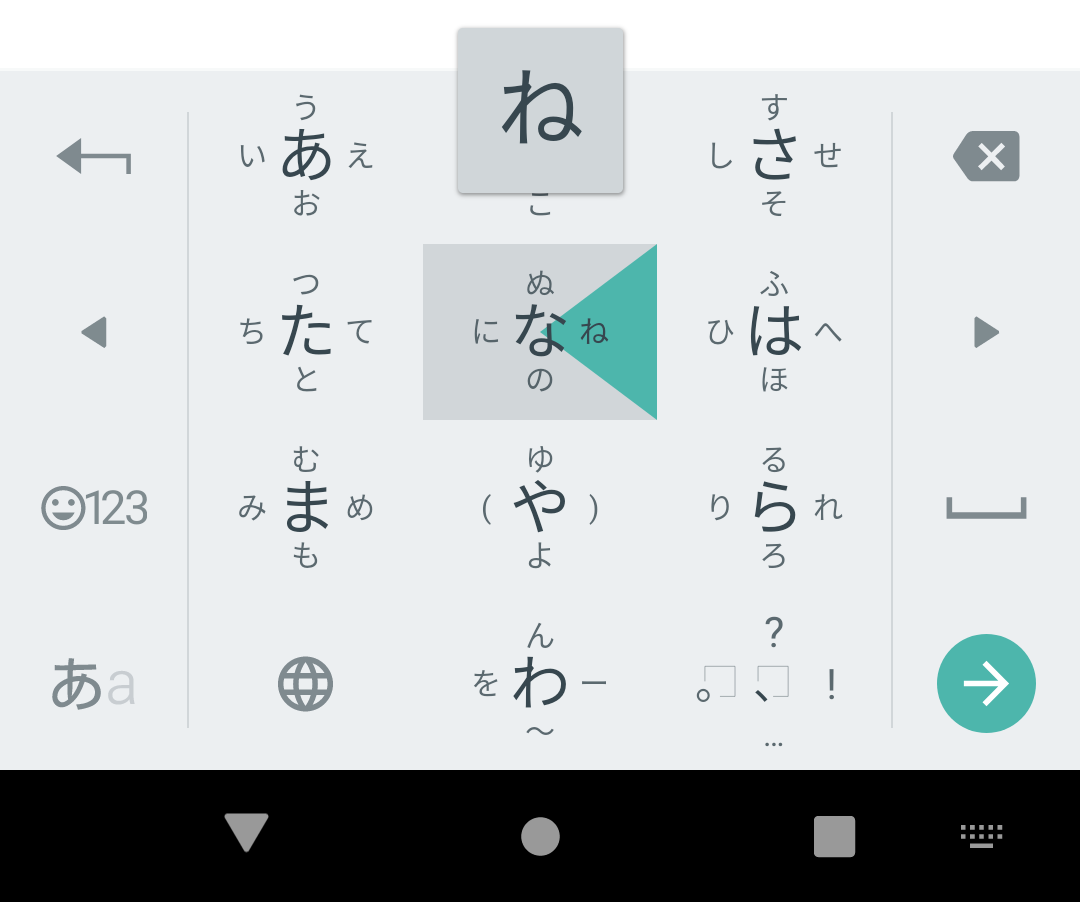 ね
う す
い あ え し さ せ
お こ そ
つ ぬ ふ
ち た て に な ね ひ は へ
と の ほ
む ゆ る
123 み ま め ( や ) り ら れ
も よ ろ
ん ?
あa を わ ー 。 、 !
〜 …